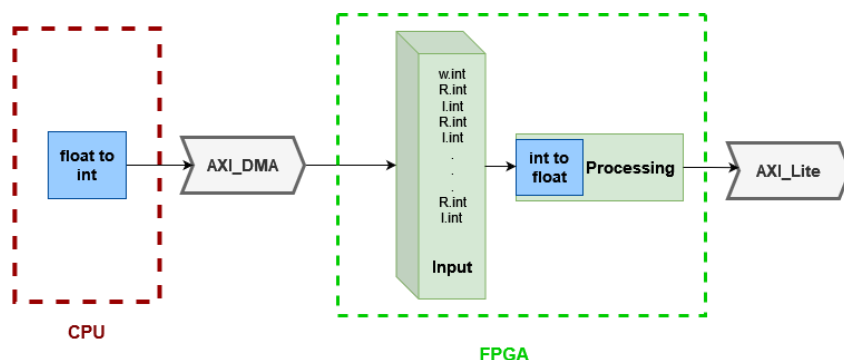 float to
int
CPU
AXI_DMA
w.int
R.int
I.int
R.int
I.int
.
.
.
R.int
I.int
Input
int to
float
Processing
FPGA
AXI_Lite